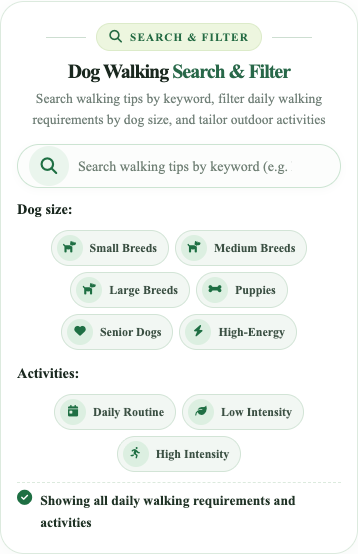 SEARCH & FILTER
Dog Walking Search & Filter
Search walking tips by keyword, filter daily walking
requirements by dog size, and tailor outdoor activities
Search walking tips by keyword (e.g.
Dog size:
Small Breeds
Medium Breeds
Large Breeds
Puppies
Senior Dogs
High-Energy
Activities:
Daily Routine
Low Intensity
High Intensity
Showing all daily walking requirements and
activities